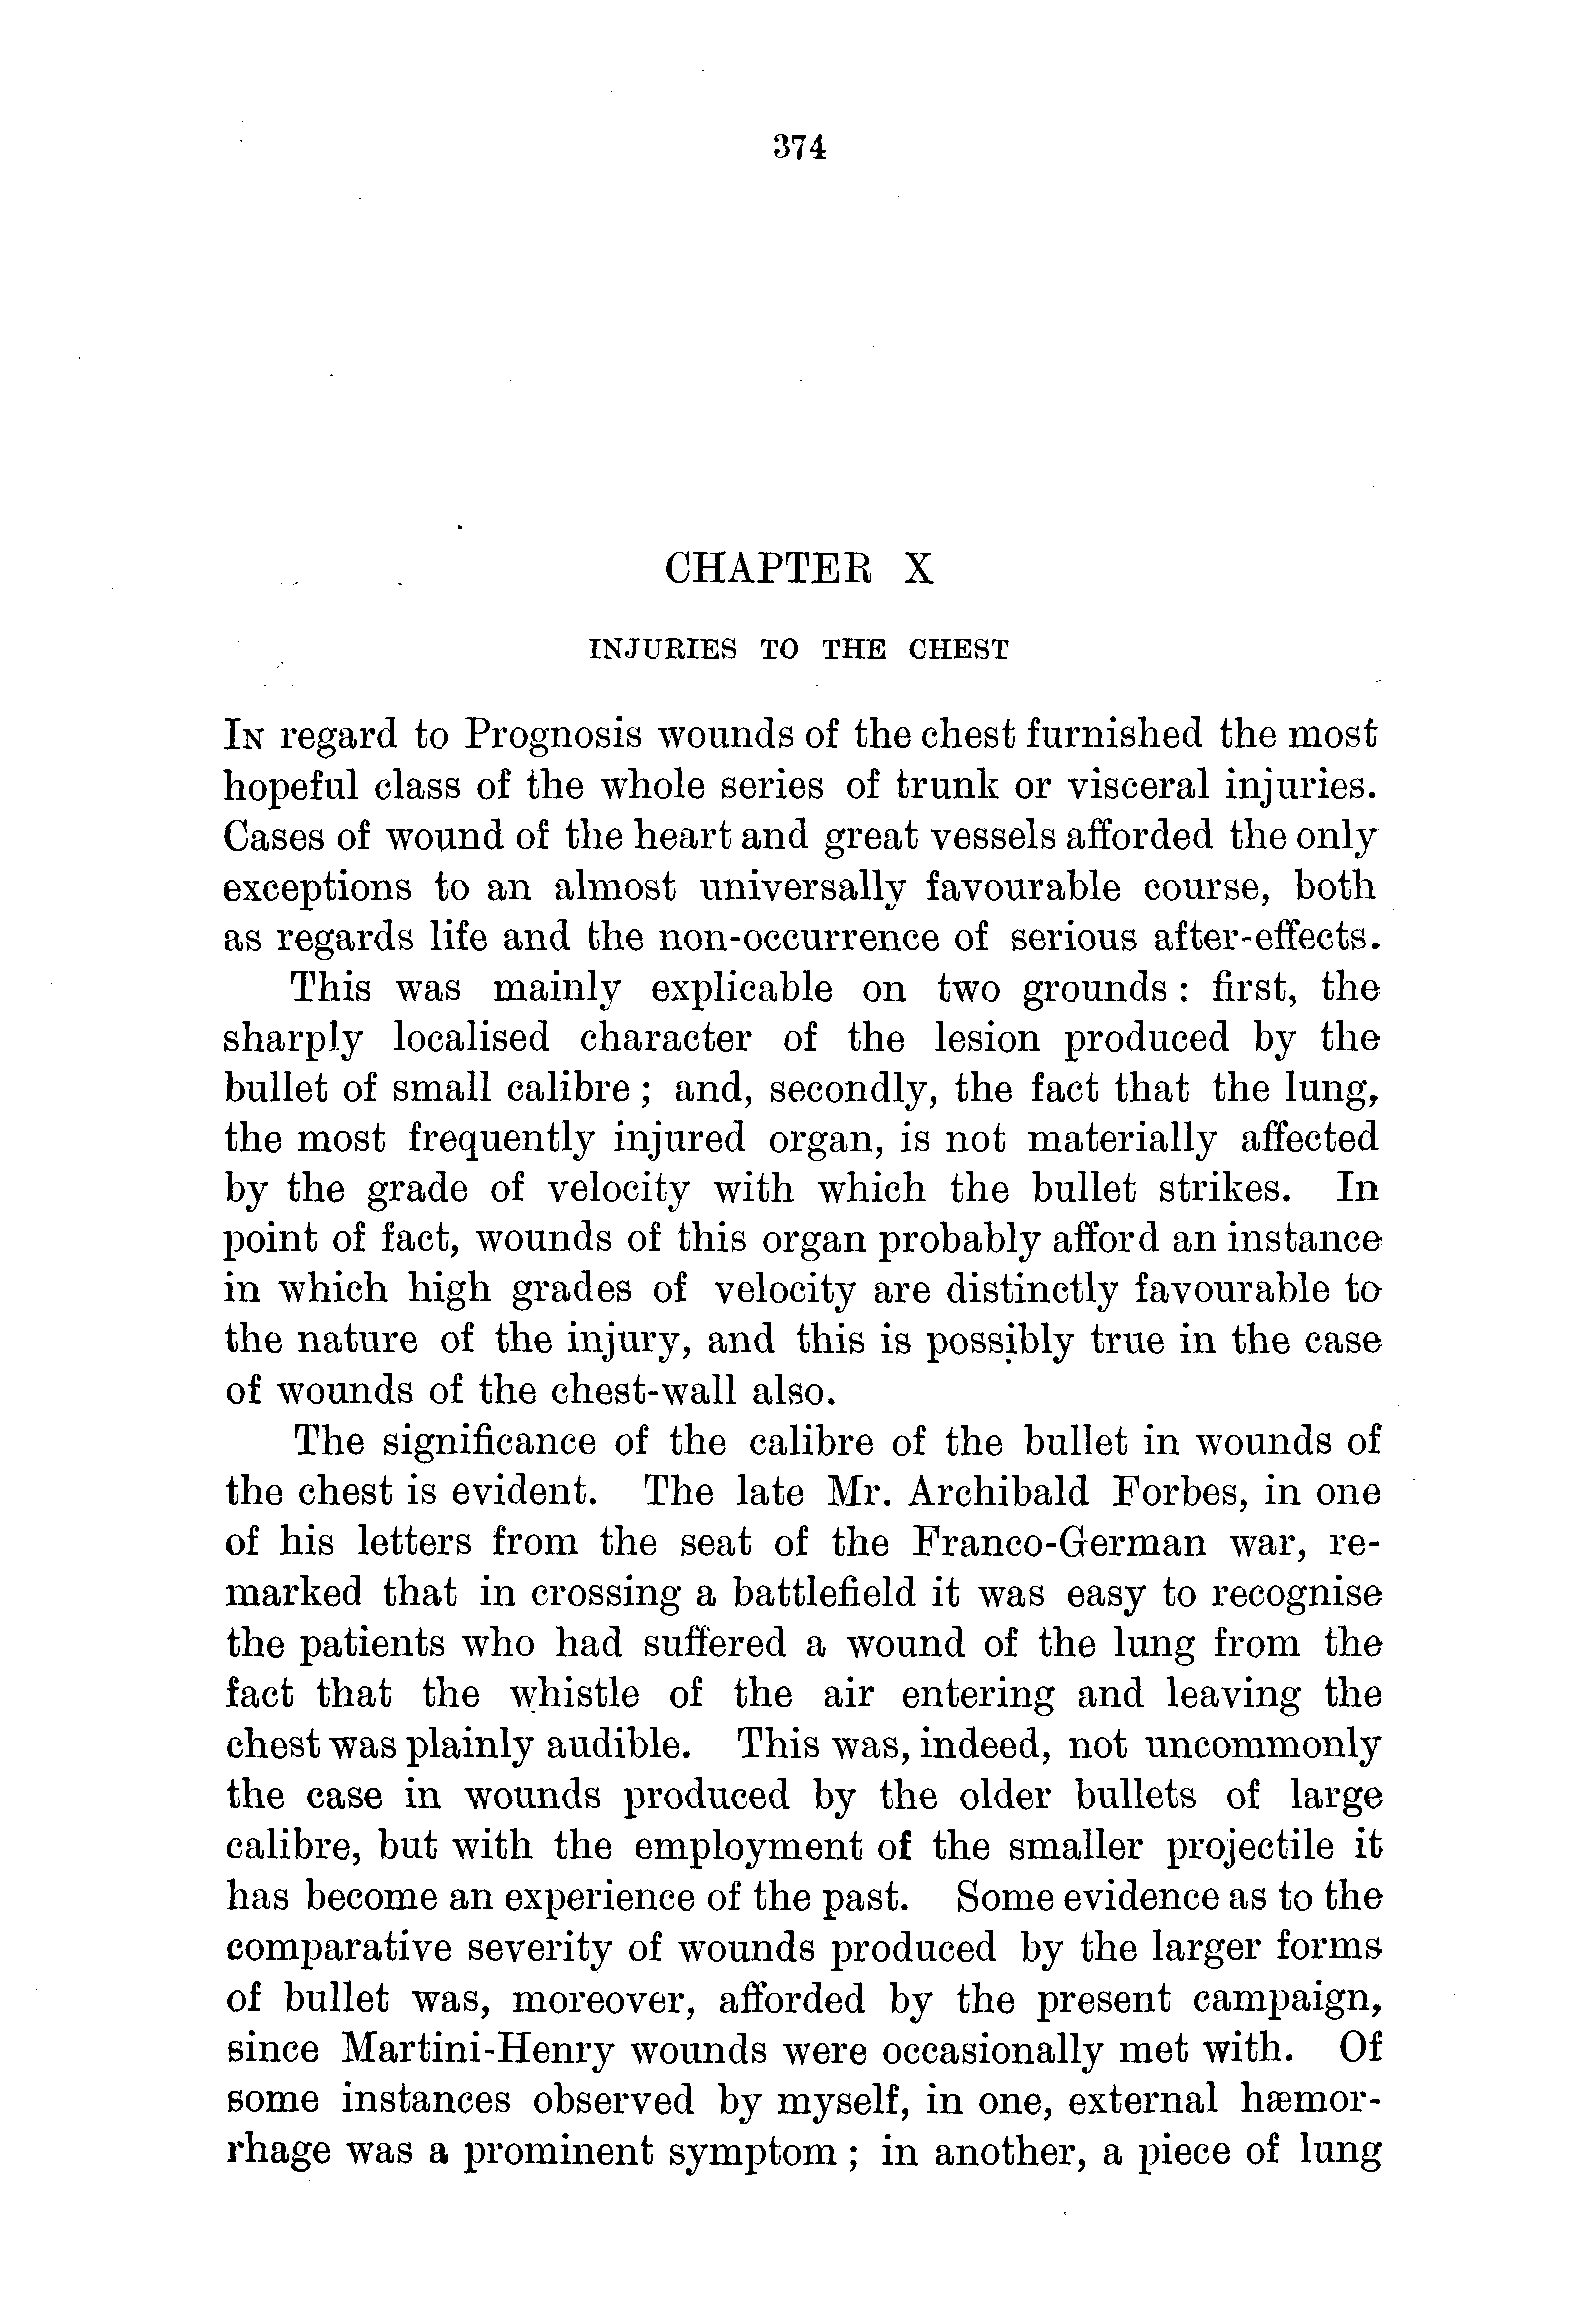 374
CHAPTER X
INJURIES TO THE CHEST
IN regard to Prognosis wounds of the chest furnished the most
hopeful class of the whole series of trunk or visceral injuries.
Cases of wound of the heart and great vessels afforded the only
exceptions to an almost universally favourable course, both
as regards life and the non-occurrence of serious after-effects.
This was mainly explicable on two grounds : first, the
sharply localised character of the lesion produced by the
bullet of small calibre ; and, secondly, the fact that the lung,
the most frequently injured organ, is not materially affected
by the grade of velocity with which the bullet strikes. In
point of fact, wounds of this organ probably afford an instance
in which high grades of velocity are distinctly favourable to
the nature of the injury, and this is possibly true in the case
of wounds of the chest-wall also.
The significance of the calibre of the bullet in wounds of
the chest is evident. The late Mr. Archibald Forbes, in one
of his letters from the seat of the Franco-German war, re-
marked that in crossing a battlefield it was easy to recognise
the patients who had suffered a wound of the lung from the
fact that the whistle of the air entering and leaving the
chest was plainly audible. This was, indeed, not uncommonly
the case in wounds produced by the older bullets of large
calibre, but with the employment of the smaller projectile it
has become an experience of the past. Some evidence as to the
comparative severity of wounds produced by the larger forms
of bullet was, moreover, afforded by the present campaign,
since Martini-Henry wounds were occasionally met with. Of
some instances observed by myself, in one, external hæmor-
rhage was a prominent symptom ; in another, a piece of lung